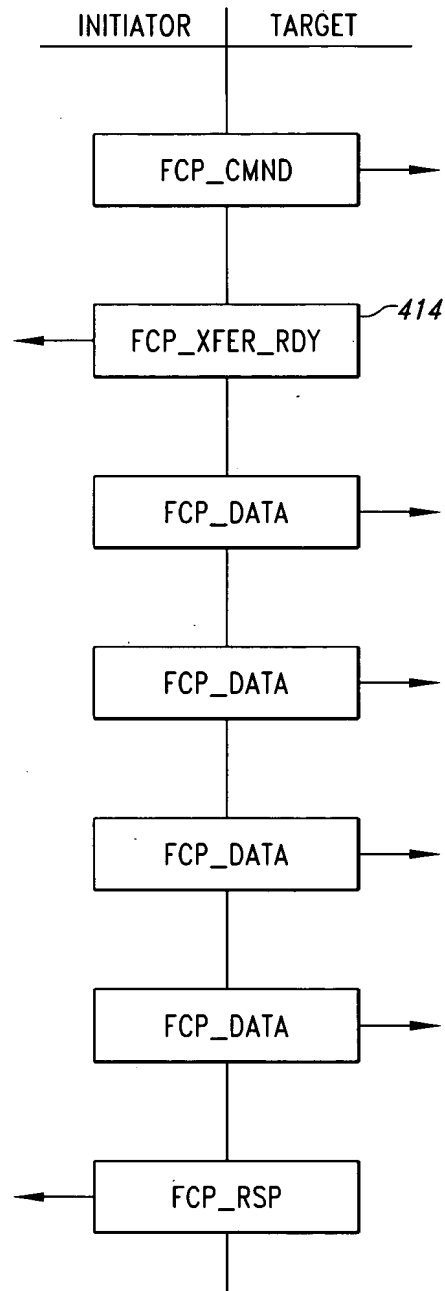 INITIATOR TARGET
FCP_CMND
414
FCP_XFER_RDY
FCP_DATA
FCP_DATA
FCP_DATA
FCP_DATA
FCP_RSP